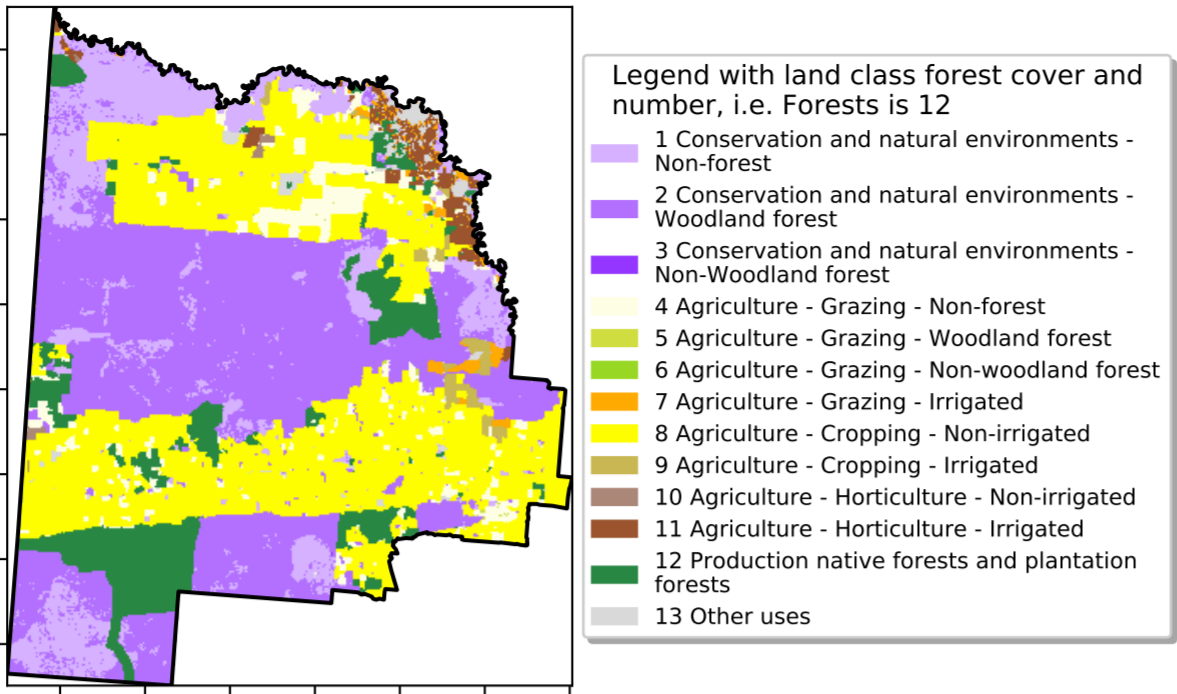 Legend with land class forest cover and
number, i.e. Forests is 12
1 Conservation and natural environments -
Non-forest
2 Conservation and natural environments -
Woodland forest
3 Conservation and natural environments -
Non-Woodland forest
4 Agriculture - Grazing - Non-forest
5 Agriculture - Grazing - Woodland forest
6 Agriculture - Grazing - Non-woodland forest
7 Agriculture - Grazing - Irrigated
8 Agriculture - Cropping - Non-irrigated
9 Agriculture - Cropping - Irrigated
10 Agriculture - Horticulture - Non-irrigated
11 Agriculture - Horticulture - Irrigated
12 Production native forests and plantation
forests
13 Other uses